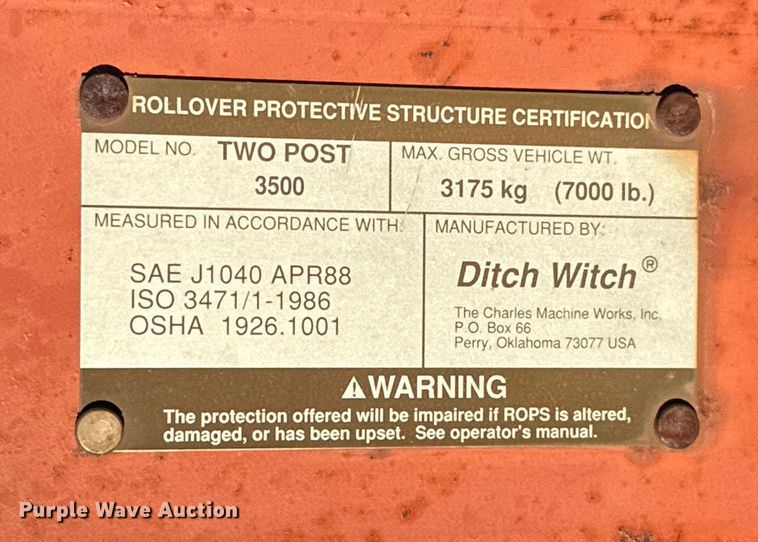 ROLLOVER PROTECTIVE STRUCTURE CERTIFICATION
MODEL NO. TWO POST
3500
MAX. GROSS VEHICLE WT.
3175 kg (7000 lb.)
MEASURED IN ACCORDANCE WITH:
SAE J1040 APR88
ISO 3471/1-1986
OSHA 1926.1001
MANUFACTURED BY:
Ditch Witch®
The Charles Machine Works, Inc.
P.O. Box 66
Perry, Oklahoma 73077 USA
⚠WARNING
The protection offered will be impaired if ROPS is altered,
damaged, or has been upset. See operator's manual.
Purple Wave Auction